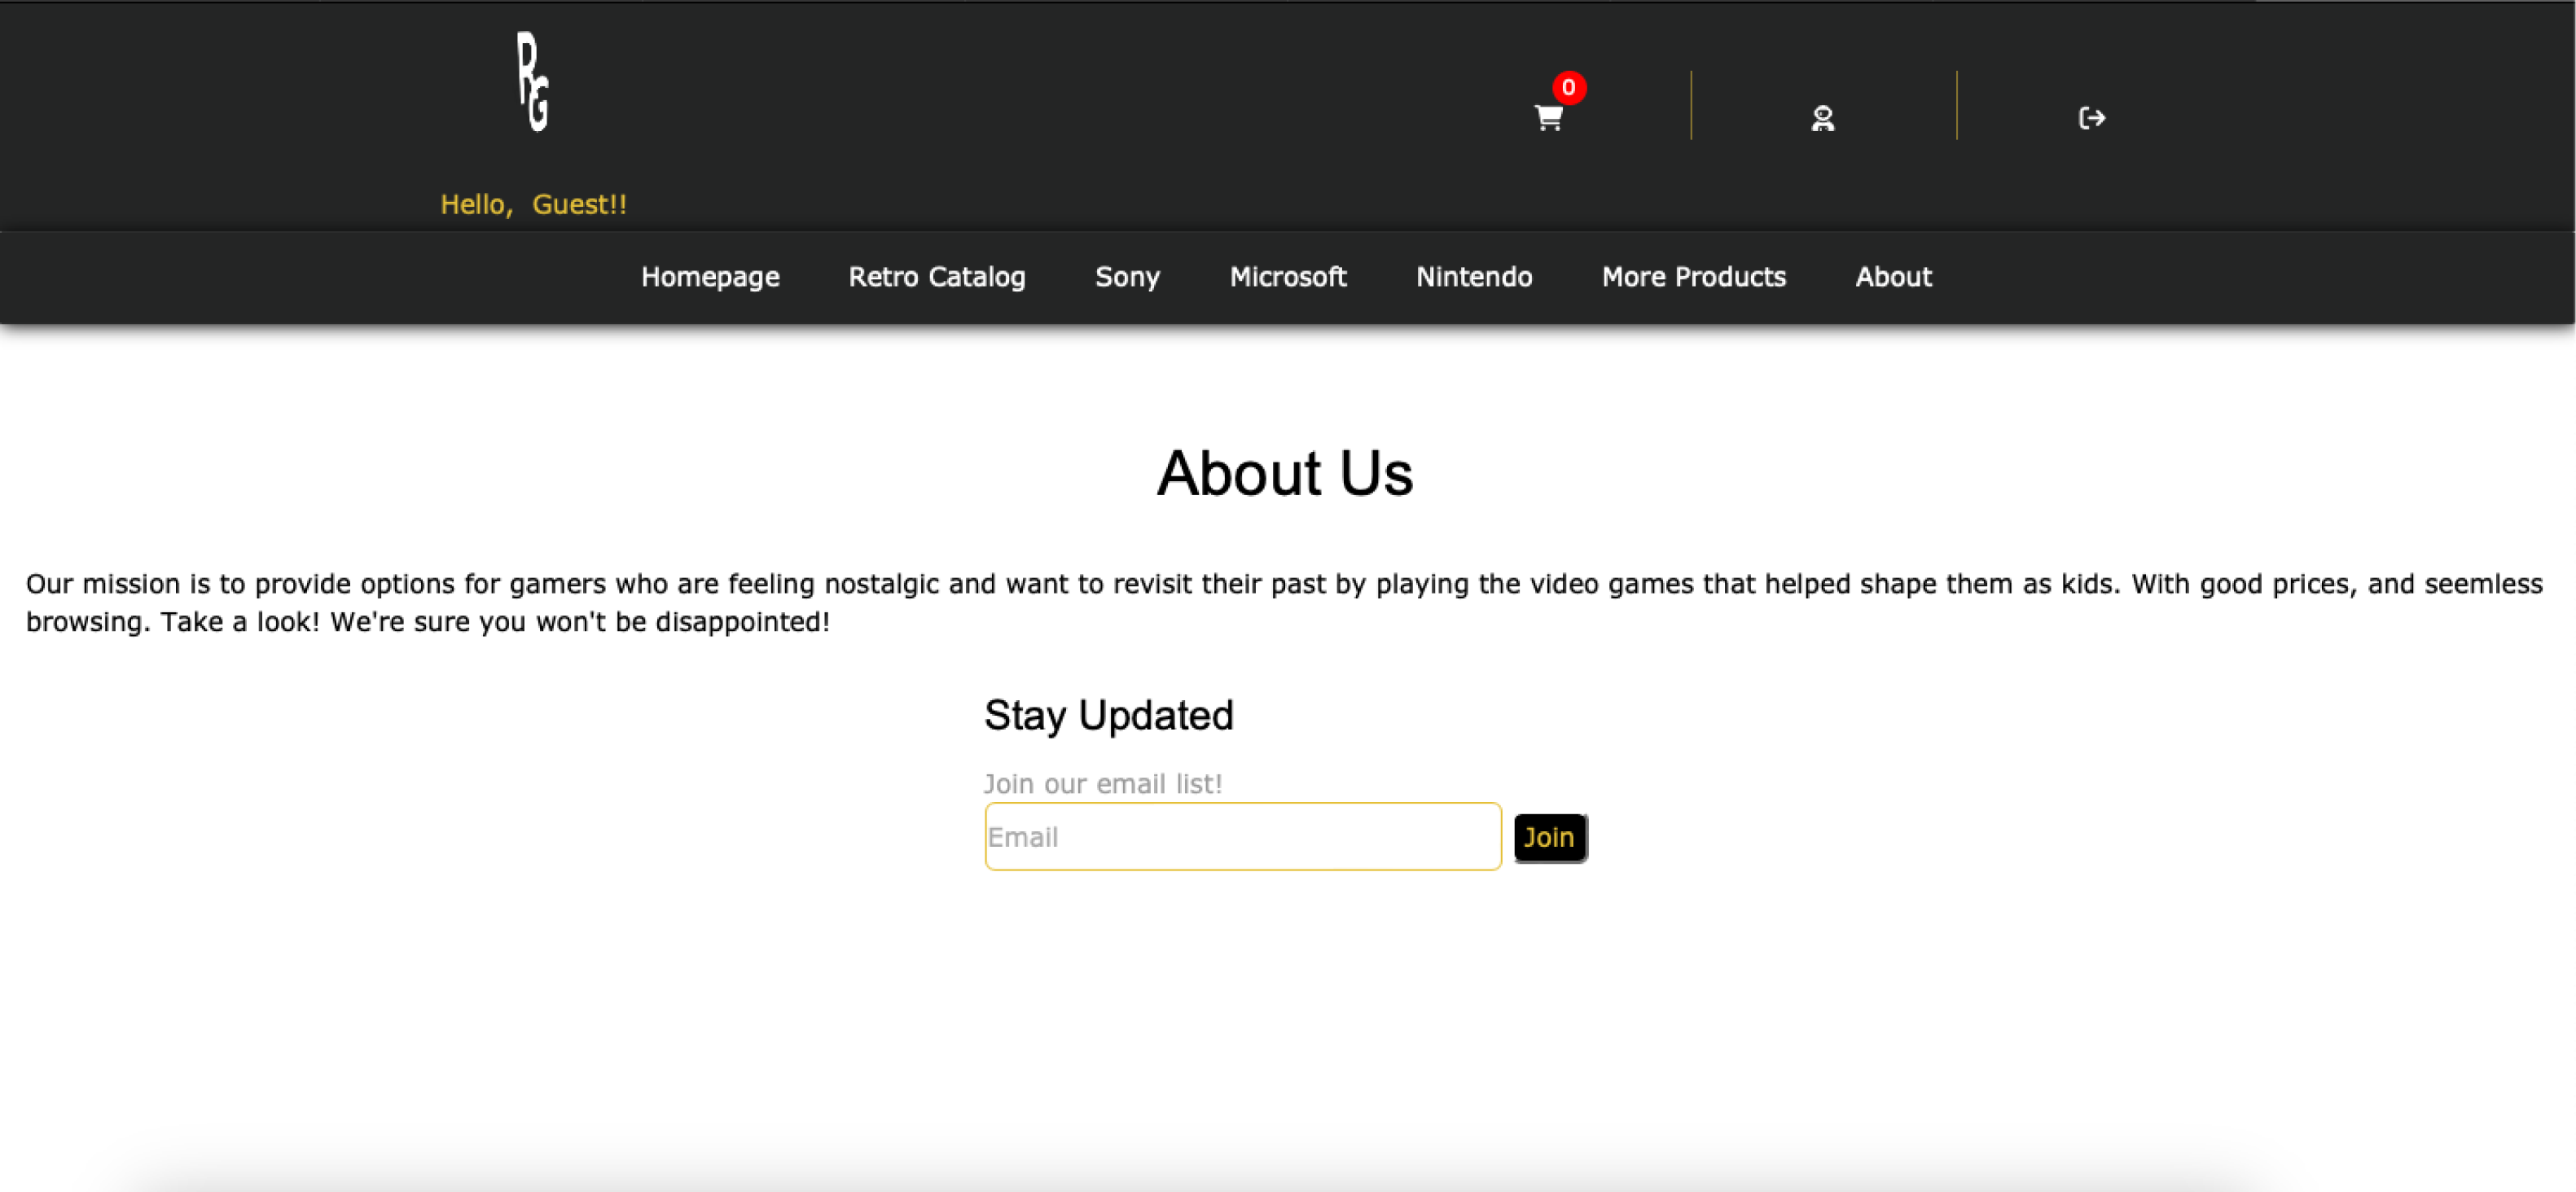 RG
0
Hello, Guest!!
Homepage Retro Catalog Sony Microsoft Nintendo More Products About
About Us
Our mission is to provide options for gamers who are feeling nostalgic and want to revisit their past by playing the video games that helped shape them as kids. With good prices, and seemless
browsing. Take a look! We're sure you won't be disappointed!
Stay Updated
Join our email list!
Email Join